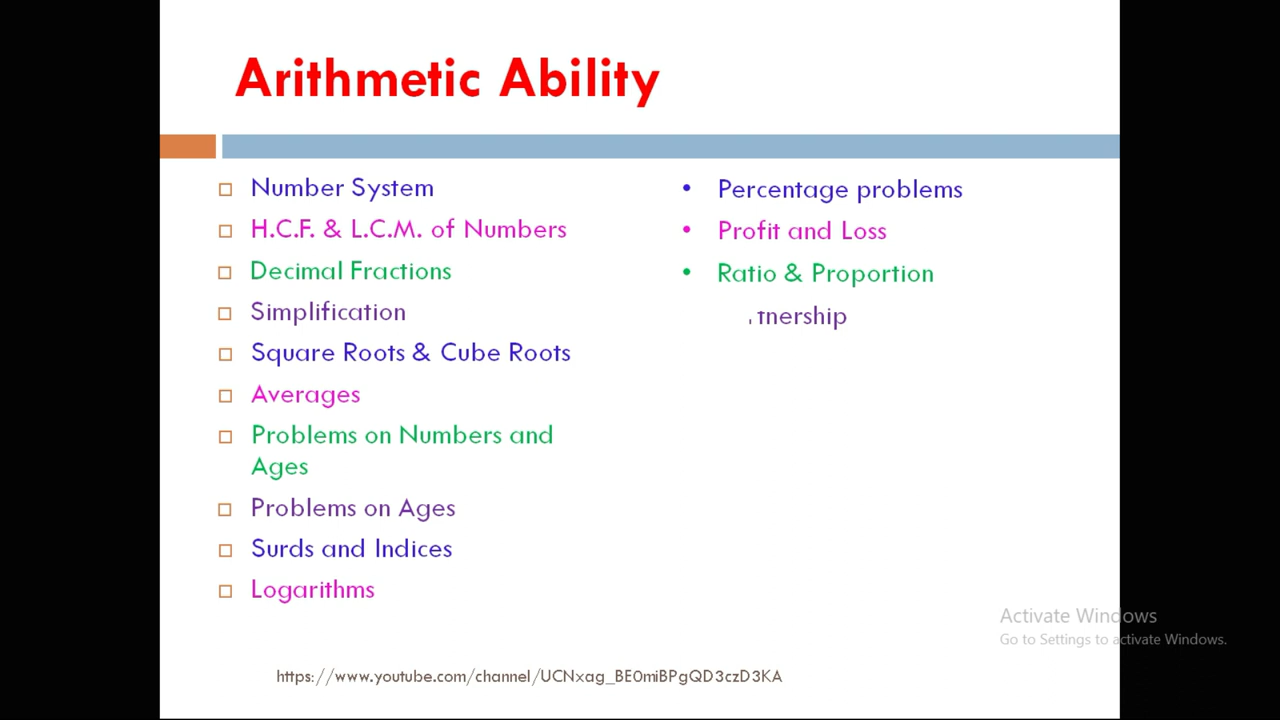 Arithmetic Ability
Number System
H.C.F. & L.C.M. of Numbers
Decimal Fractions
Simplification
Square Roots & Cube Roots
Averages
Problems on Numbers and
Ages
Problems on Ages
Surds and Indices
Logarithms
Percentage problems
Profit and Loss
Ratio & Proportion
tnership
Activate Windows
Go to Settings to activate Windows.
https://www.youtube.com/channel/UCNxag_BE0miBPgQD3czD3KA